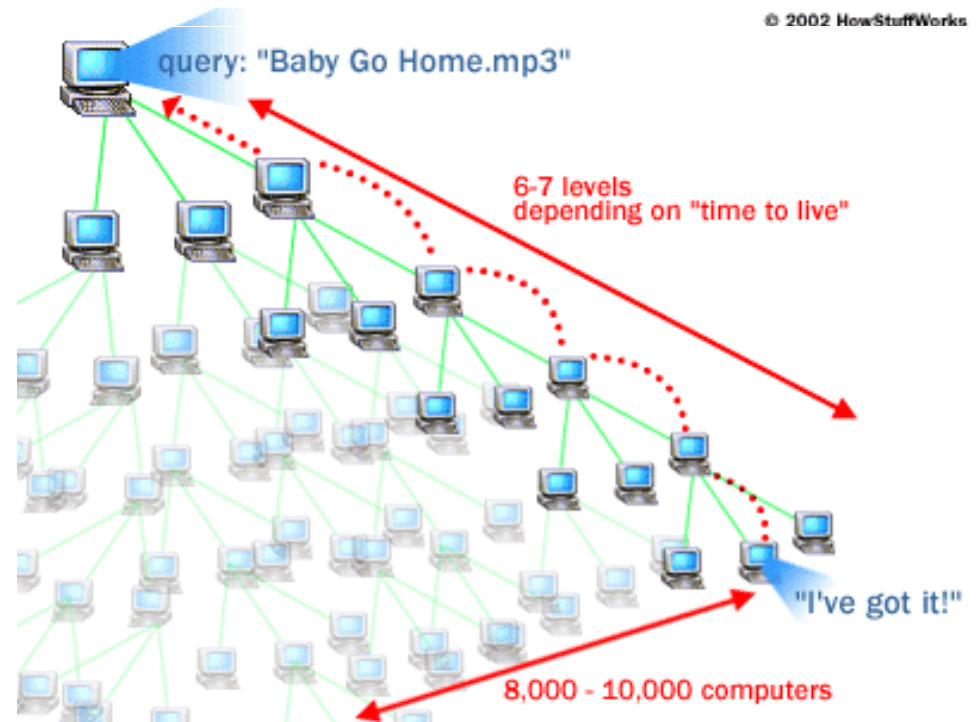 © 2002 HowStuffWorks
query: "Baby Go Home.mp3"
6-7 levels
depending on "time to live"
"I've got it!"
8,000 - 10,000 computers